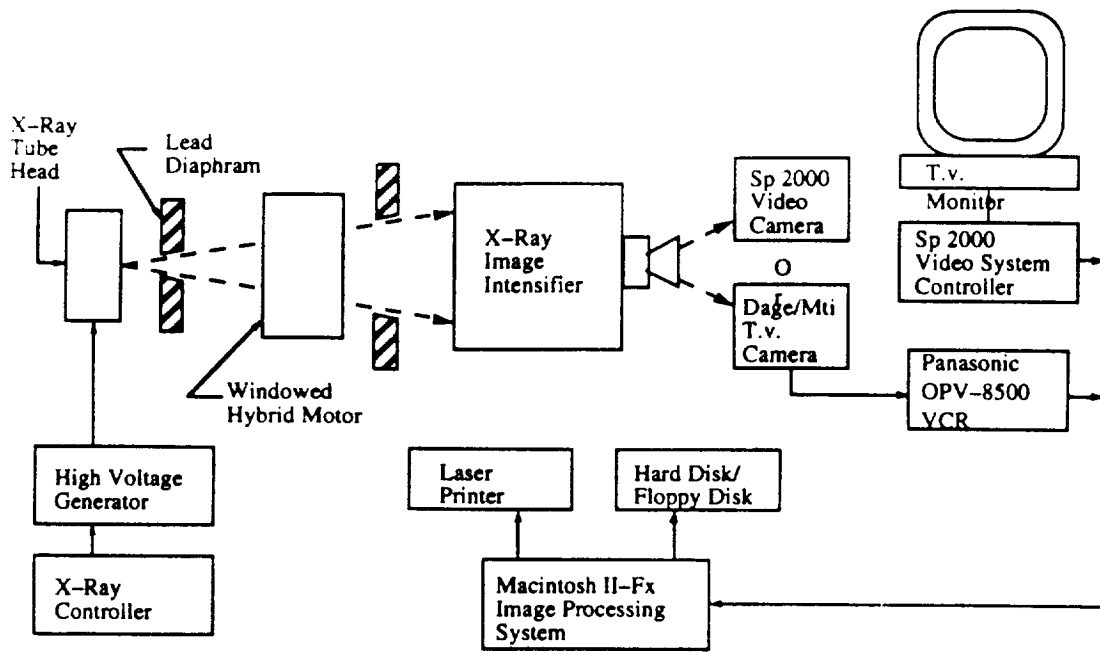 X-Ray
Tube
Head
Lead
Diaphram
Windowed
Hybrid Motor
X-Ray
Image
Intensifier
Sp 2000
Video
Camera
Or
Dage/Mti
T.v.
Camera
T.v.
Monitor
Sp 2000
Video System
Controller
Panasonic
OPV-8500
VCR
High Voltage
Generator
X-Ray
Controller
Laser
Printer
Hard Disk/
Floppy Disk
Macintosh II-Fx
Image Processing
System